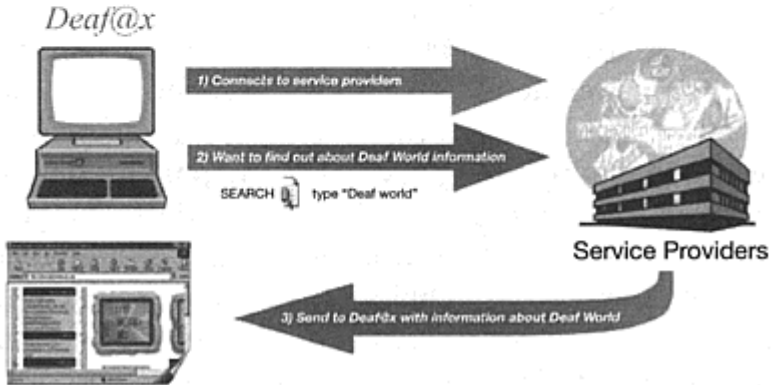 Deaf@x
1) Connects to service providers
2) Want to find out about Deaf World information
SEARCH type "Deaf world"
Service Providers
3) Send to Deaf@x with information about Deaf World